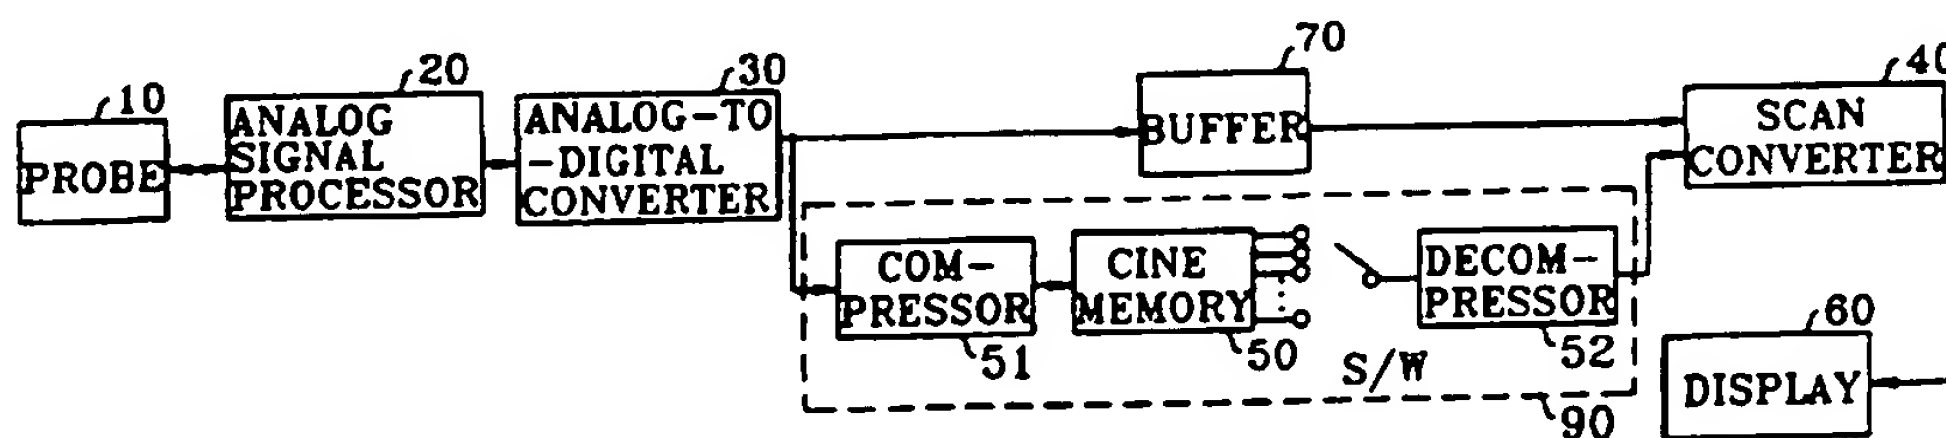 10
PROBE
20
ANALOG
SIGNAL
PROCESSOR
30
ANALOG-TO
-DIGITAL
CONVERTER
70
BUFFER
40
SCAN
CONVERTER
COM-
PRESSOR
51
CINE
MEMORY
50
S/W
DECOM-
PRESSOR
52
90
60
DISPLAY